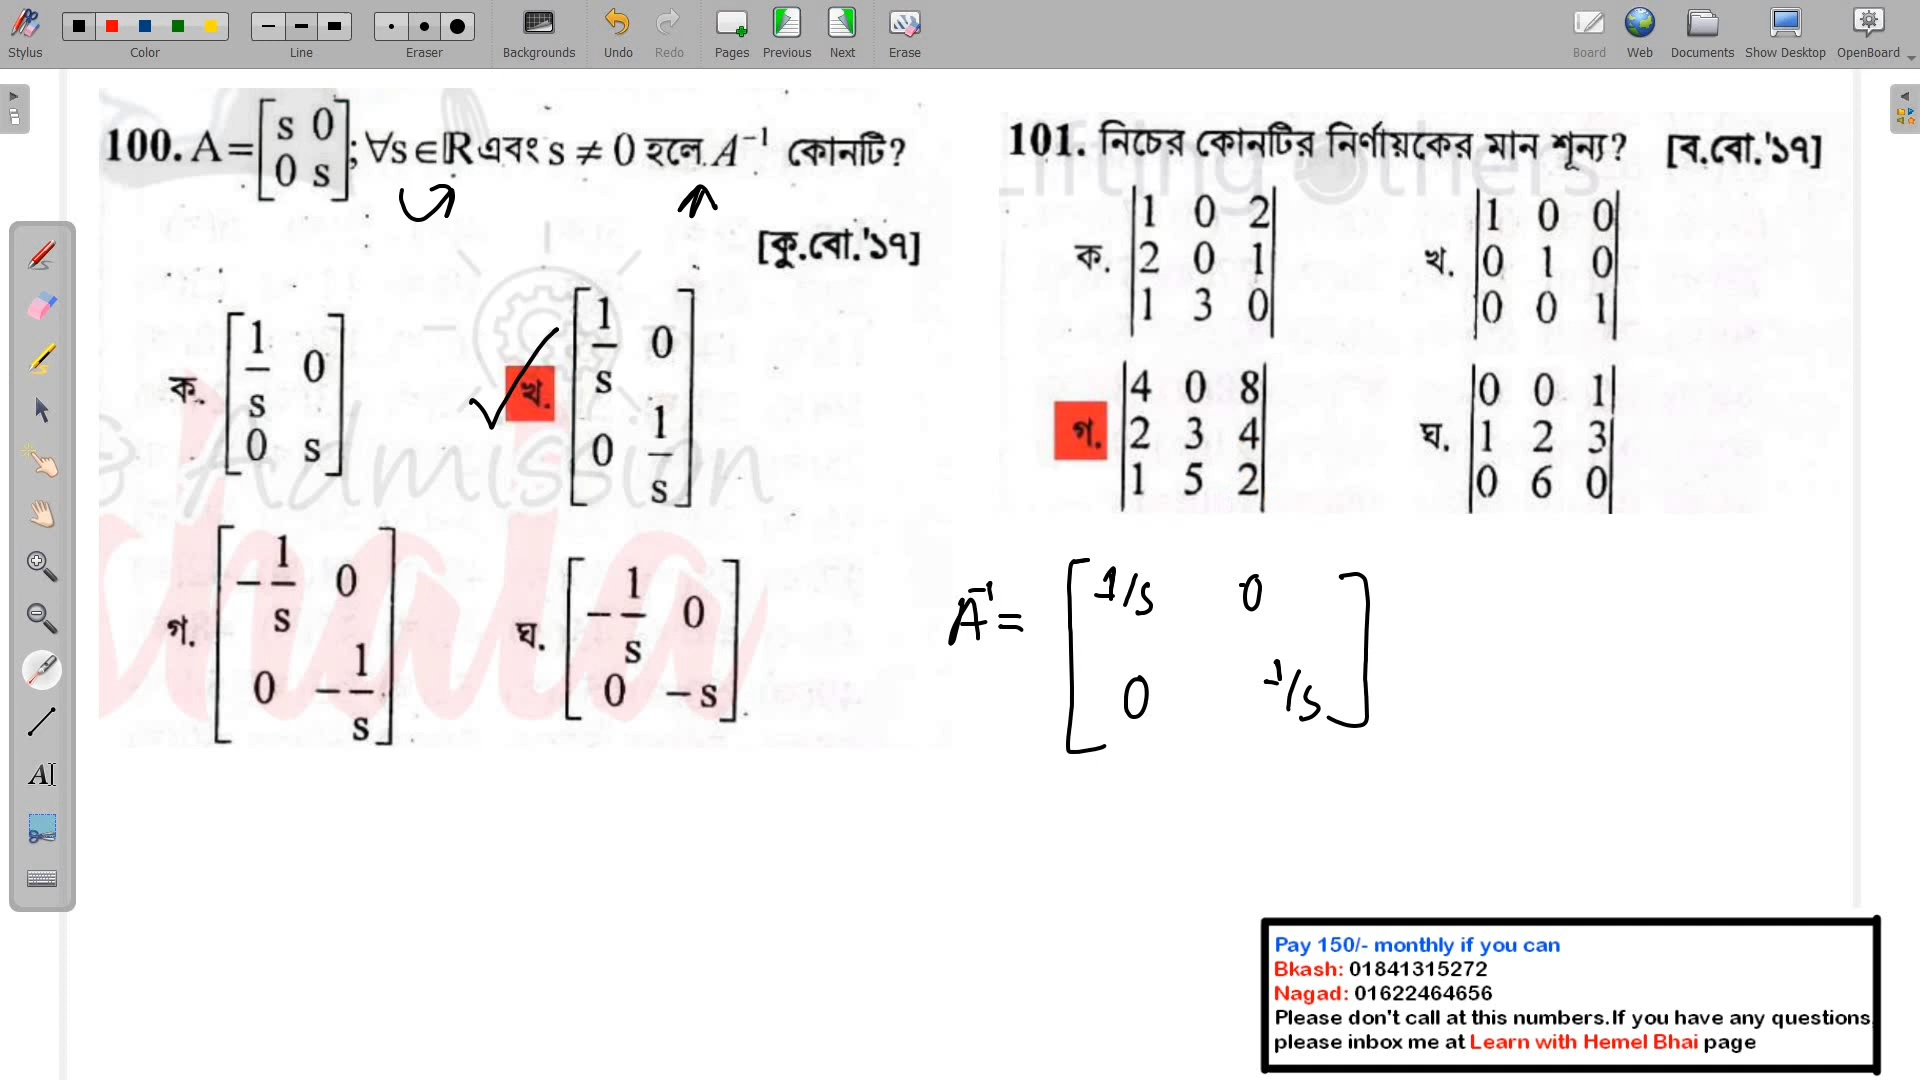 Stylus Color Line Eraser Backgrounds Undo Redo Pages Previous Next Erase Board Web Documents Show Desktop OpenBoard
100. A = [s 0
0 s]; ∀s∈ℝ এবং s ≠ 0 হলে A⁻¹ কোনটি?
[কু.বো.'১৭]
ক. [1/s 0
0 s]
খ. [1/s 0
0 1/s]
গ. [-1/s 0
0 -1/s]
ঘ. [-1/s 0
0 -s]
101. নিচের কোনটির নির্ণায়কের মান শূন্য? [ব.বো.'১৭]
Lifting Others
ক. |1 0 2
2 0 1
1 3 0|
খ. |1 0 0
0 1 0
0 0 1|
গ. |4 0 8
2 3 4
1 5 2|
ঘ. |0 0 1
1 2 3
0 6 0|
A⁻¹ = [1/s 0
0 1/s]
Admission
Pay 150/- monthly if you can
Bkash: 01841315272
Nagad: 01622464656
Please don't call at this numbers.If you have any questions
please inbox me at Learn with Hemel Bhai page